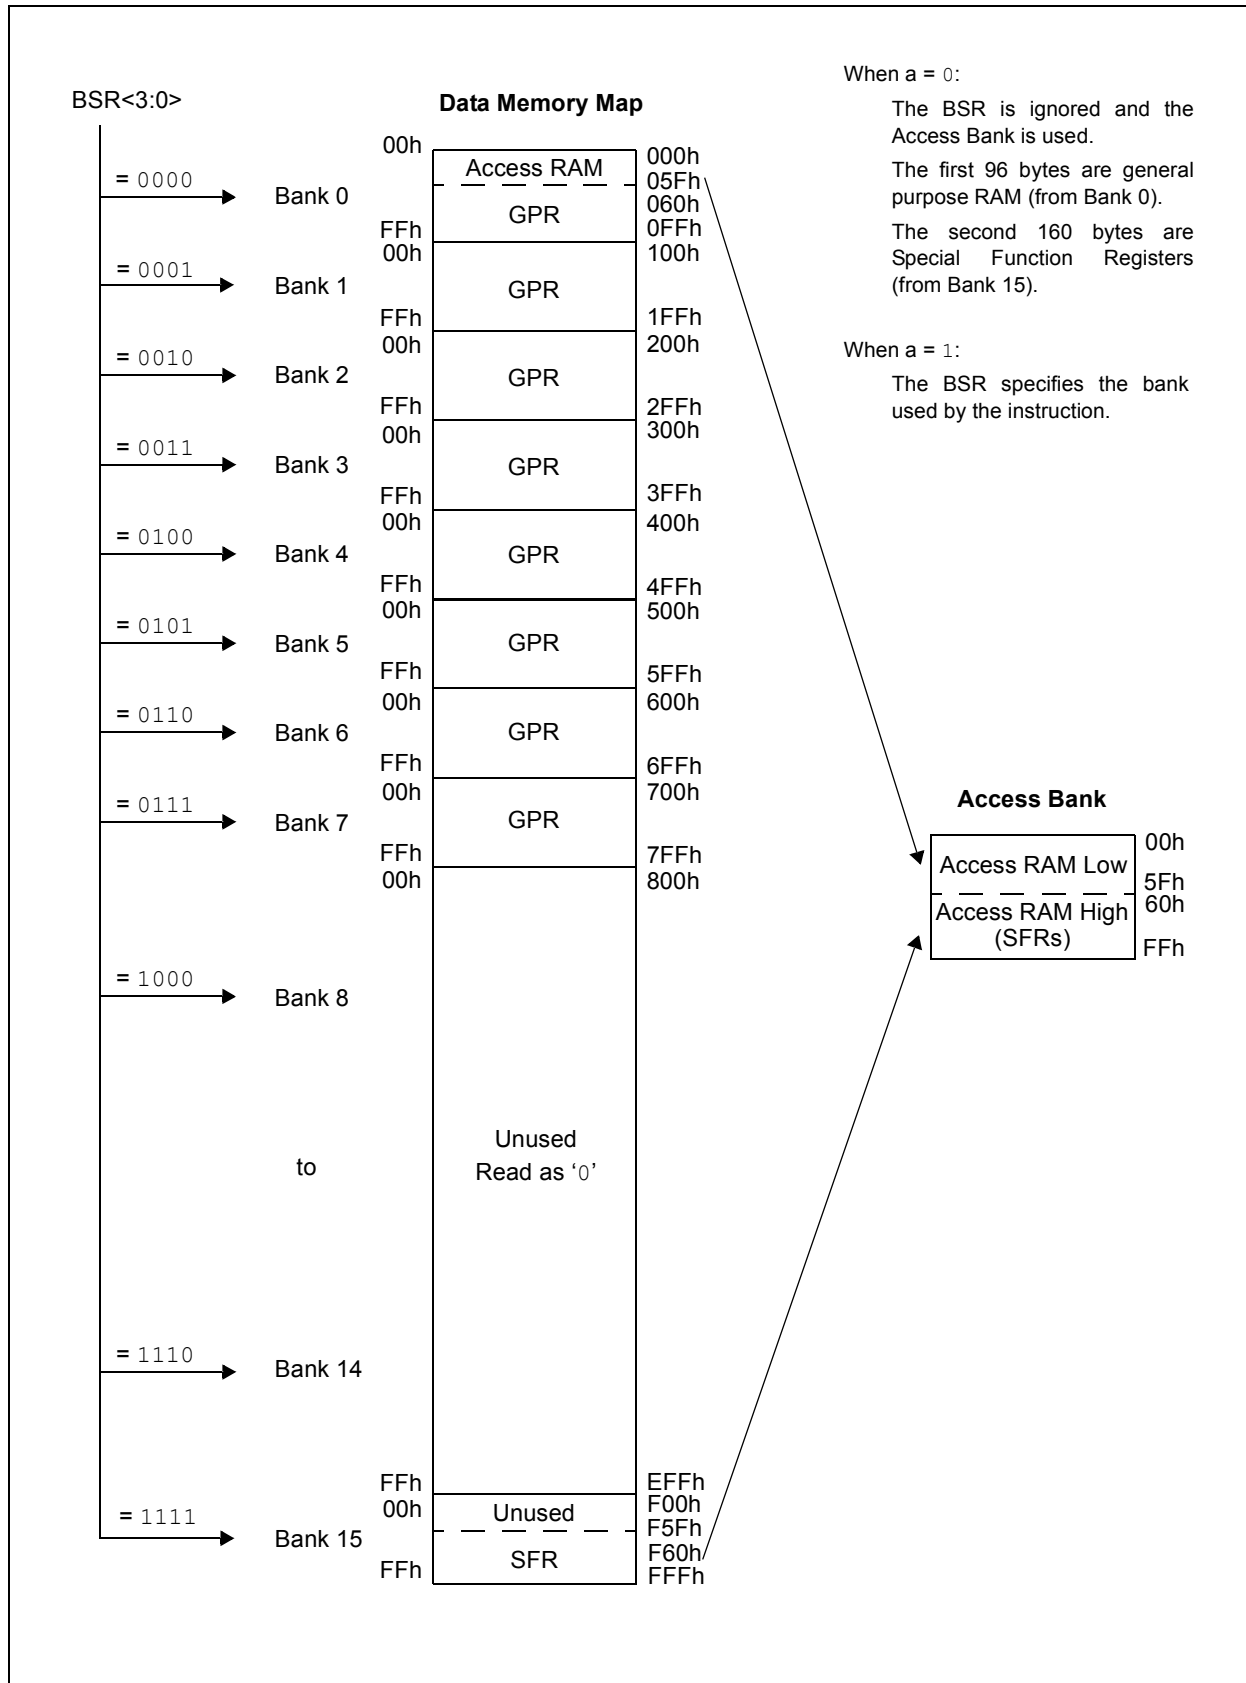 When a = 0:
BSR<3:0>
Data Memory Map
The BSR is ignored and the
Access Bank is used.
The first 96 bytes are general
purpose RAM (from Bank 0).
The second 160 bytes are
Special Function Registers
(from Bank 15).
When a = 1:
The BSR specifies the bank
used by the instruction.
= 0000
Bank 0
00h
Access RAM
000h
05Fh
060h
GPR
FFh
0FFh
= 0001
Bank 1
00h
100h
GPR
FFh
1FFh
= 0010
Bank 2
00h
200h
GPR
FFh
2FFh
= 0011
Bank 3
00h
300h
GPR
FFh
3FFh
= 0100
Bank 4
00h
400h
GPR
FFh
4FFh
= 0101
Bank 5
00h
500h
GPR
FFh
5FFh
= 0110
Bank 6
00h
600h
GPR
FFh
6FFh
= 0111
Bank 7
00h
700h
GPR
FFh
7FFh
00h
800h
= 1000
Bank 8
to
Unused
Read as ‘0’
= 1110
Bank 14
FFh
EFFh
= 1111
Bank 15
00h
F00h
Unused
F5Fh
F60h
SFR
FFh
FFFh
Access Bank
00h
Access RAM Low
5Fh
60h
Access RAM High
(SFRs)
FFh